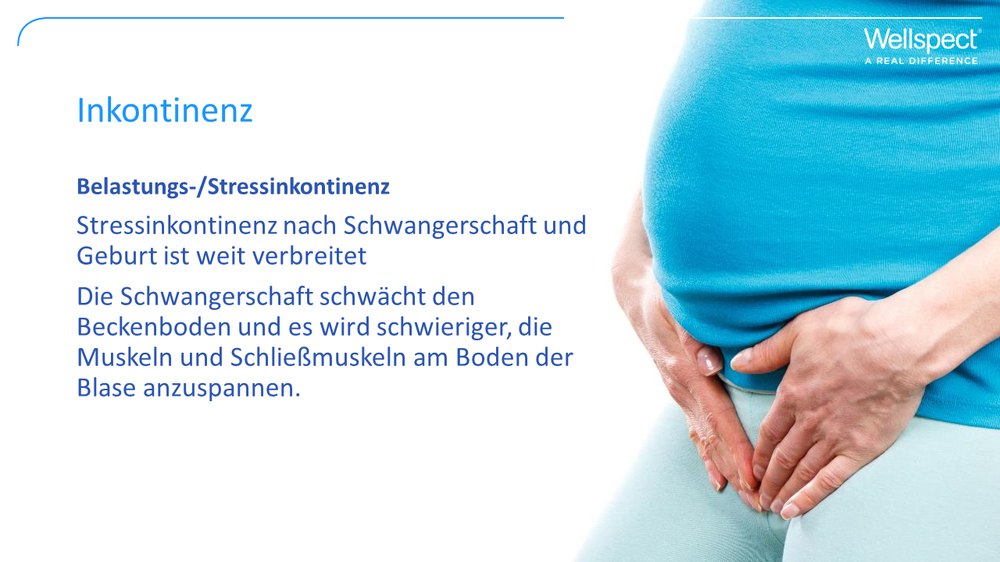 Wellspect®
A REAL DIFFERENCE
Inkontinenz
Belastungs-/Stressinkontinenz
Stressinkontinenz nach Schwangerschaft und
Geburt ist weit verbreitet
Die Schwangerschaft schwächt den
Beckenboden und es wird schwieriger, die
Muskeln und Schließmuskeln am Boden der
Blase anzuspannen.